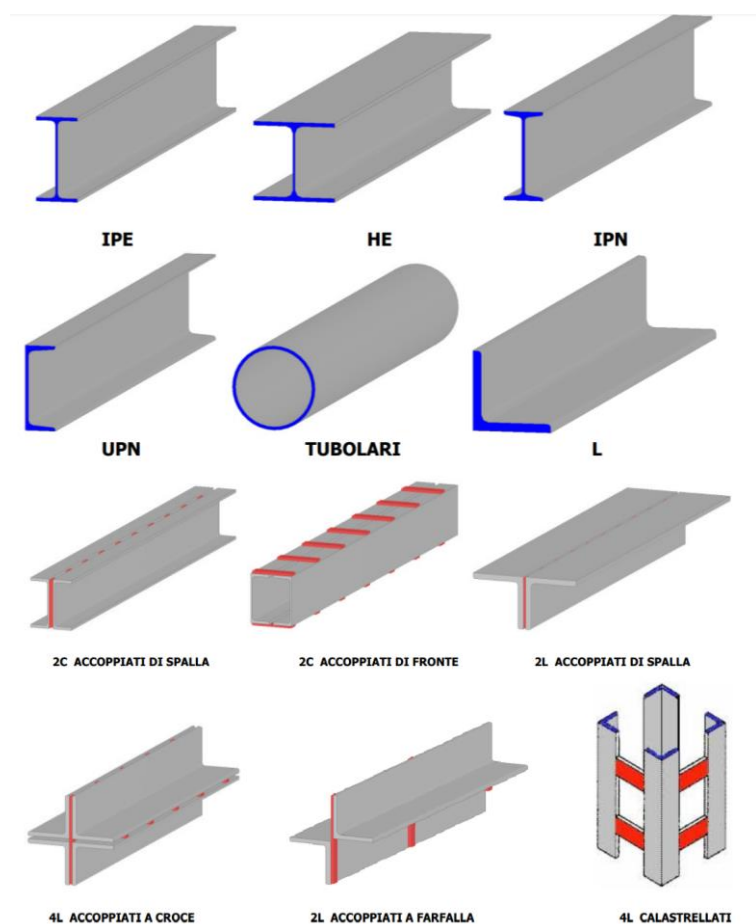 IPE
HE
IPN
UPN
TUBOLARI
L
2C ACCOPPIATI DI SPALLA
2C ACCOPPIATI DI FRONTE
2L ACCOPPIATI DI SPALLA
4L ACCOPPIATI A CROCE
2L ACCOPPIATI A FARFALLA
4L CALASTRELLATI